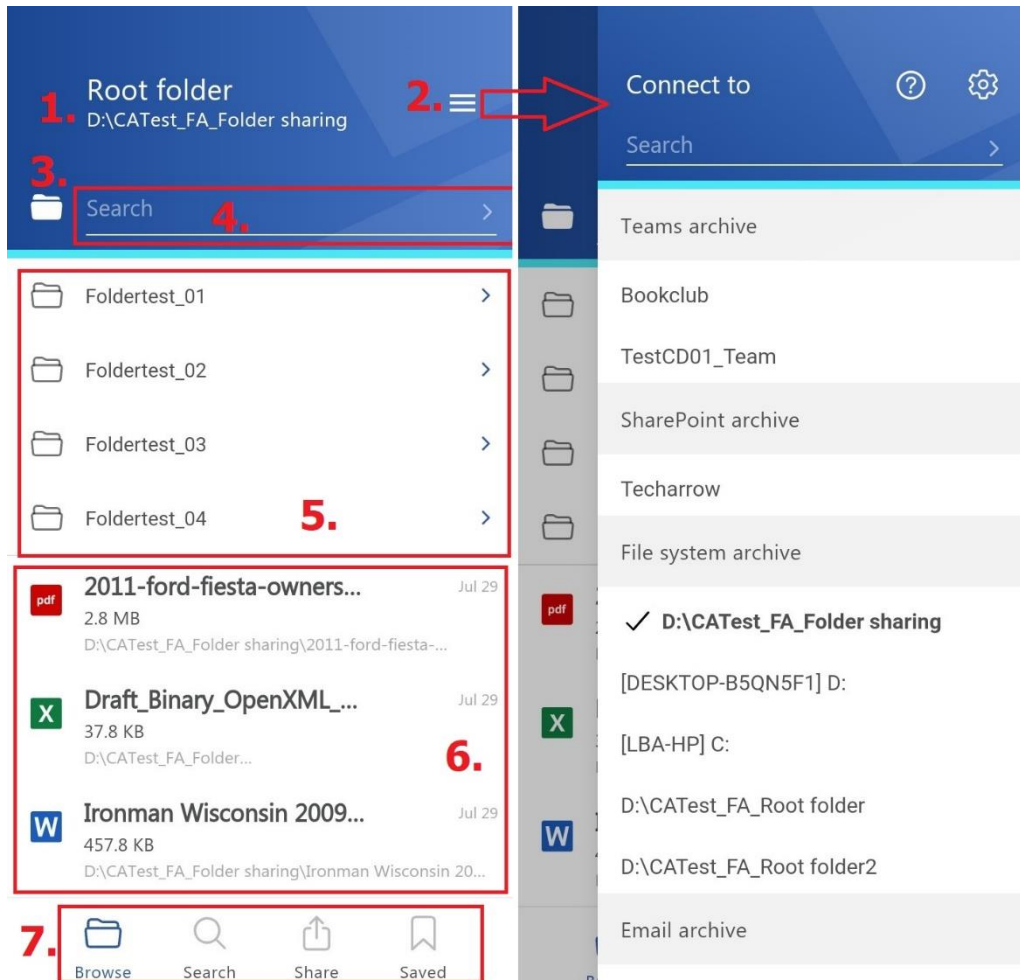 Root folder
1.
2.
D:\CATest_FA_Folder sharing
3.
Search
4.
Foldertest_01
Foldertest_02
Foldertest_03
Foldertest_04
5.
pdf
2011-ford-fiesta-owners...
Jul 29
2.8 MB
D:\CATest_FA_Folder sharing\2011-ford-fiesta-...
X
Draft_Binary_OpenXML_...
Jul 29
37.8 KB
6.
D:\CATest_FA_Folder...
W
Ironman Wisconsin 2009...
Jul 29
457.8 KB
D:\CATest_FA_Folder sharing\Ironman Wisconsin 20...
7.
Browse
Search
Share
Saved
Connect to
?
Search
Teams archive
Bookclub
TestCD01_Team
SharePoint archive
Techarrow
File system archive
D:\CATest_FA_Folder sharing
[DESKTOP-B5QN5F1] D:
[LBA-HP] C:
D:\CATest_FA_Root folder
D:\CATest_FA_Root folder2
Email archive
pdf
X
W